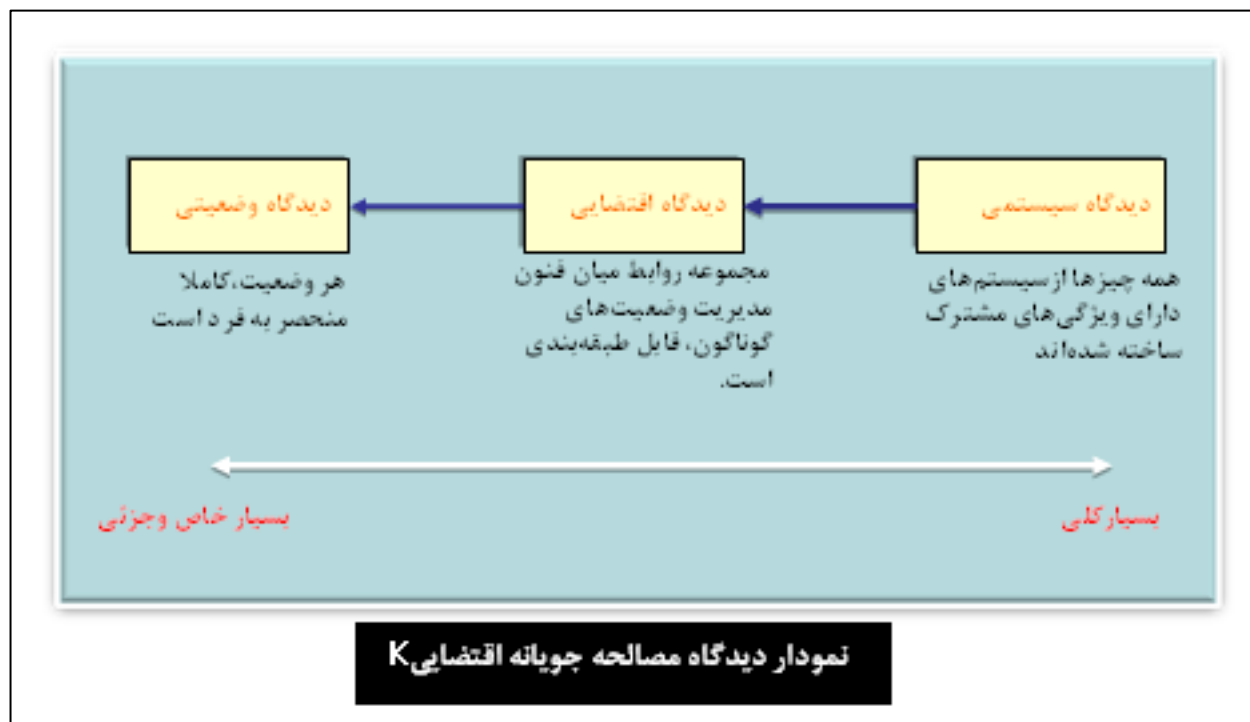 دیدگاه سیستمی
دیدگاه اقتضایی
دیدگاه وضعیتی
همه چیزها از سیستم‌های
دارای ویژگی‌های مشترک
ساخته شده‌اند
مجموعه روابط میان فنون
مدیریت وضعیت‌های
گوناگون، قابل طبقه‌بندی
است.
هر وضعیت، کاملا
منحصر به فرد است
بسیار کلی
بسیار خاص وجزئی
نمودار دیدگاه مصالحه جویانه اقتضاییK